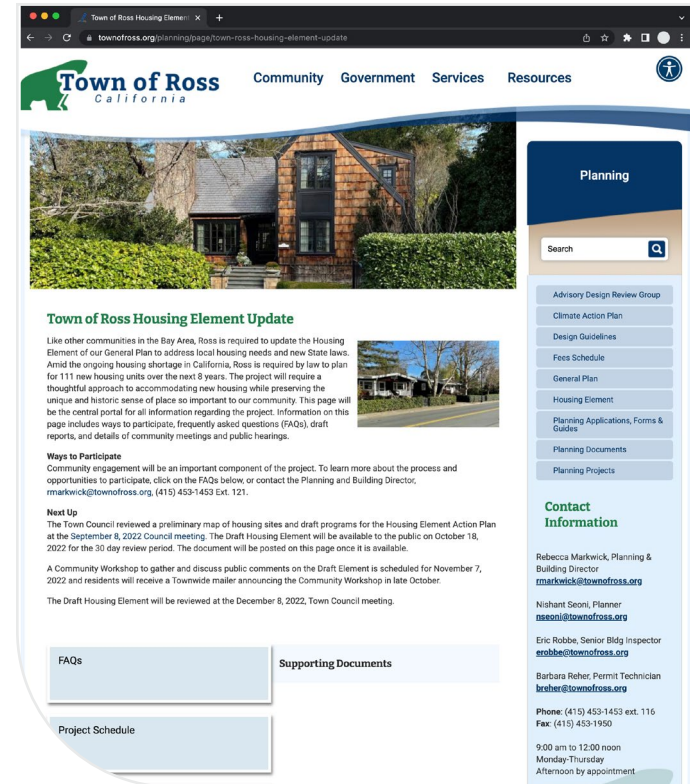 Town of Ross Housing Element
townofross.org/planning/page/town-ross-housing-element-update
Town of Ross
California
Community Government Services Resources
Planning
Search
Advisory Design Review Group
Climate Action Plan
Design Guidelines
Fees Schedule
General Plan
Housing Element
Planning Applications, Forms &
Guides
Planning Documents
Planning Projects
Town of Ross Housing Element Update
Like other communities in the Bay Area, Ross is required to update the Housing
Element of our General Plan to address local housing needs and new State laws.
Amid the ongoing housing shortage in California, Ross is required by law to plan
for 111 new housing units over the next 8 years. The project will require a
thoughtful approach to accommodating new housing while preserving the
unique and historic sense of place so important to our community. This page will
be the central portal for all information regarding the project. Information on this
page includes ways to participate, frequently asked questions (FAQs), draft
reports, and details of community meetings and public hearings.
Ways to Participate
Community engagement will be an important component of the project. To learn more about the process and
opportunities to participate, click on the FAQs below, or contact the Planning and Building Director,
rmarkwick@townofross.org, (415) 453-1453 Ext. 121.
Next Up
The Town Council reviewed a preliminary map of housing sites and draft programs for the Housing Element Action Plan
at the September 8, 2022 Council meeting. The Draft Housing Element will be available to the public on October 18,
2022 for the 30 day review period. The document will be posted on this page once it is available.
A Community Workshop to gather and discuss public comments on the Draft Element is scheduled for November 7,
2022 and residents will receive a Townwide mailer announcing the Community Workshop in late October.
The Draft Housing Element will be reviewed at the December 8, 2022, Town Council meeting.
FAQs
Supporting Documents
Project Schedule
Contact
Information
Rebecca Markwick, Planning &
Building Director
rmarkwick@townofross.org
Nishant Seoni, Planner
nseoni@townofross.org
Eric Robbe, Senior Bldg Inspector
erobbe@townofross.org
Barbara Reher, Permit Technician
breher@townofross.org
Phone: (415) 453-1453 ext. 116
Fax: (415) 453-1950
9:00 am to 12:00 noon
Monday-Thursday
Afternoon by appointment